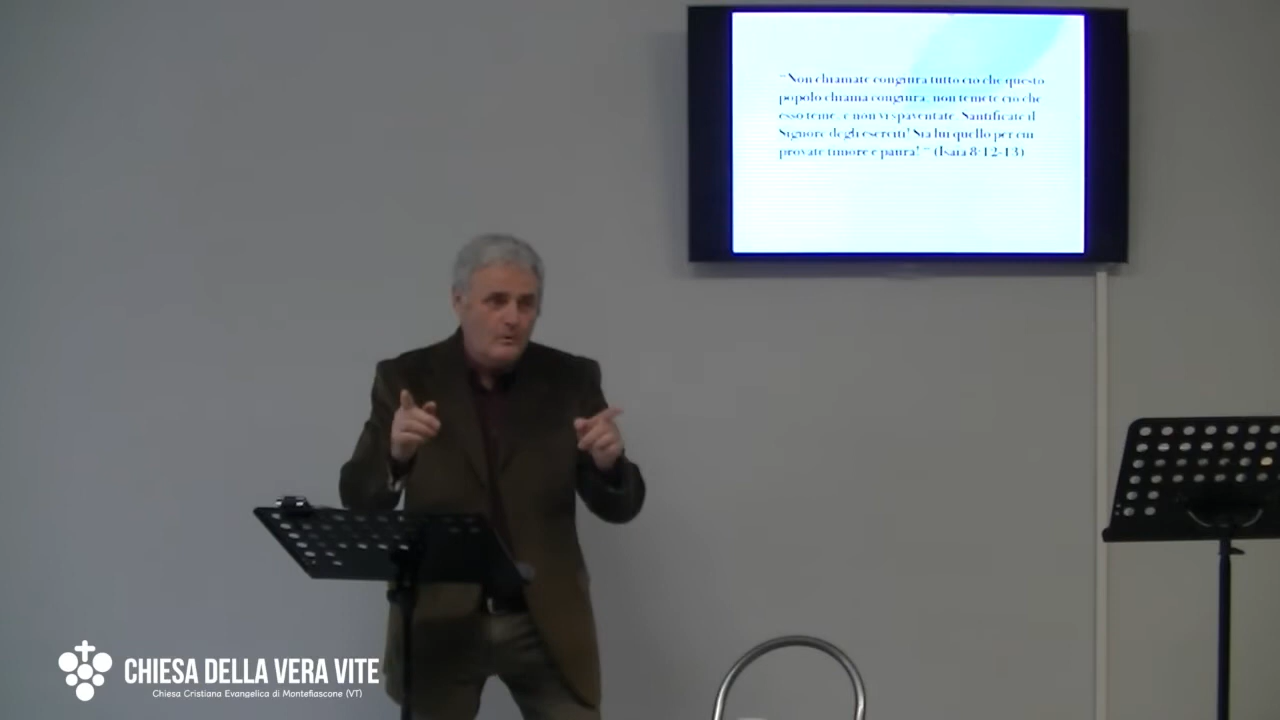 "Non chiamate congiura tutto ciò che questo
popolo chiama congiura; non temete ciò che
esso teme, e non vi spaventate. Santificate il
Signore degli eserciti! Sia lui quello per cui
provate timore e paura! " (Isaia 8:12-13)
CHIESA DELLA VERA VITE
Chiesa Cristiana Evangelica di Montefiascone (VT)